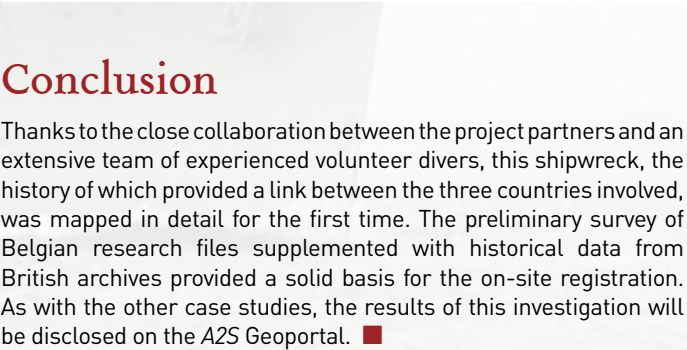 Conclusion
Thanks to the close collaboration between the project partners and an
extensive team of experienced volunteer divers, this shipwreck, the
history of which provided a link between the three countries involved,
was mapped in detail for the first time. The preliminary survey of
Belgian research files supplemented with historical data from
British archives provided a solid basis for the on-site registration.
As with the other case studies, the results of this investigation will
be disclosed on the A2S Geoportal.